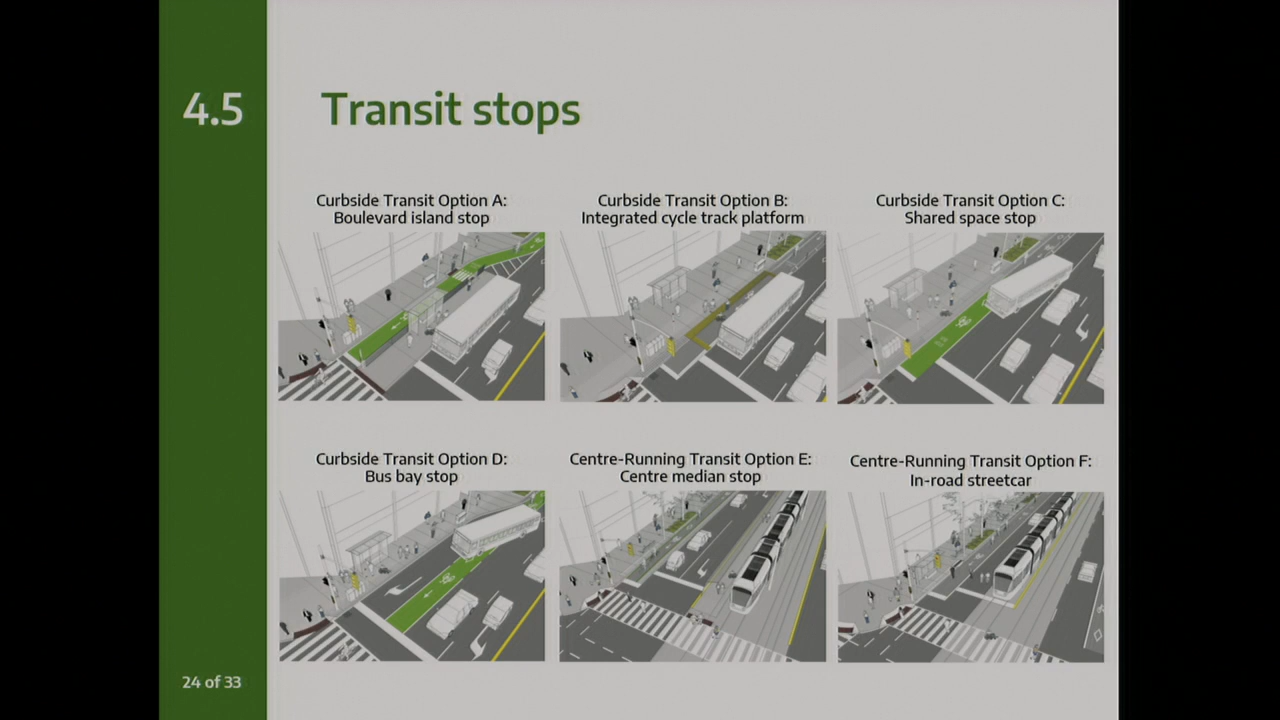 4.5
Transit stops
Curbside Transit Option A:
Boulevard island stop
Curbside Transit Option B:
Integrated cycle track platform
Curbside Transit Option C:
Shared space stop
Curbside Transit Option D:
Bus bay stop
Centre-Running Transit Option E:
Centre median stop
Centre-Running Transit Option F:
In-road streetcar
24 of 33